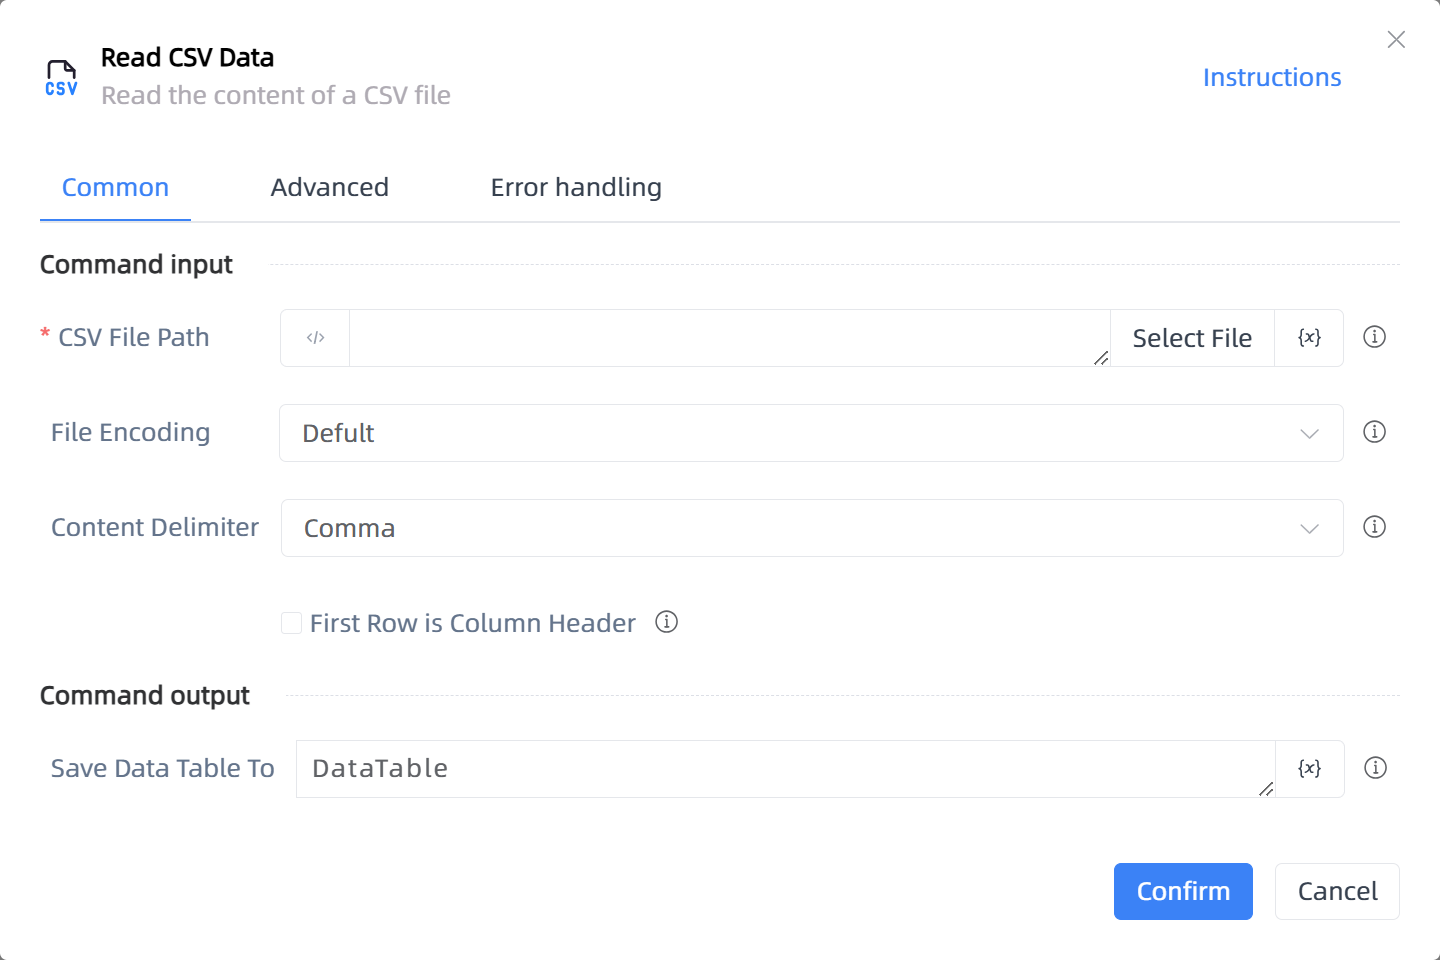 Read CSV Data
CSV
Read the content of a CSV file
Instructions
Common Advanced Error handling
Command input
* CSV File Path </> Select File {x}
File Encoding Defult
Content Delimiter Comma
First Row is Column Header
Command output
Save Data Table To DataTable {x}
Confirm Cancel